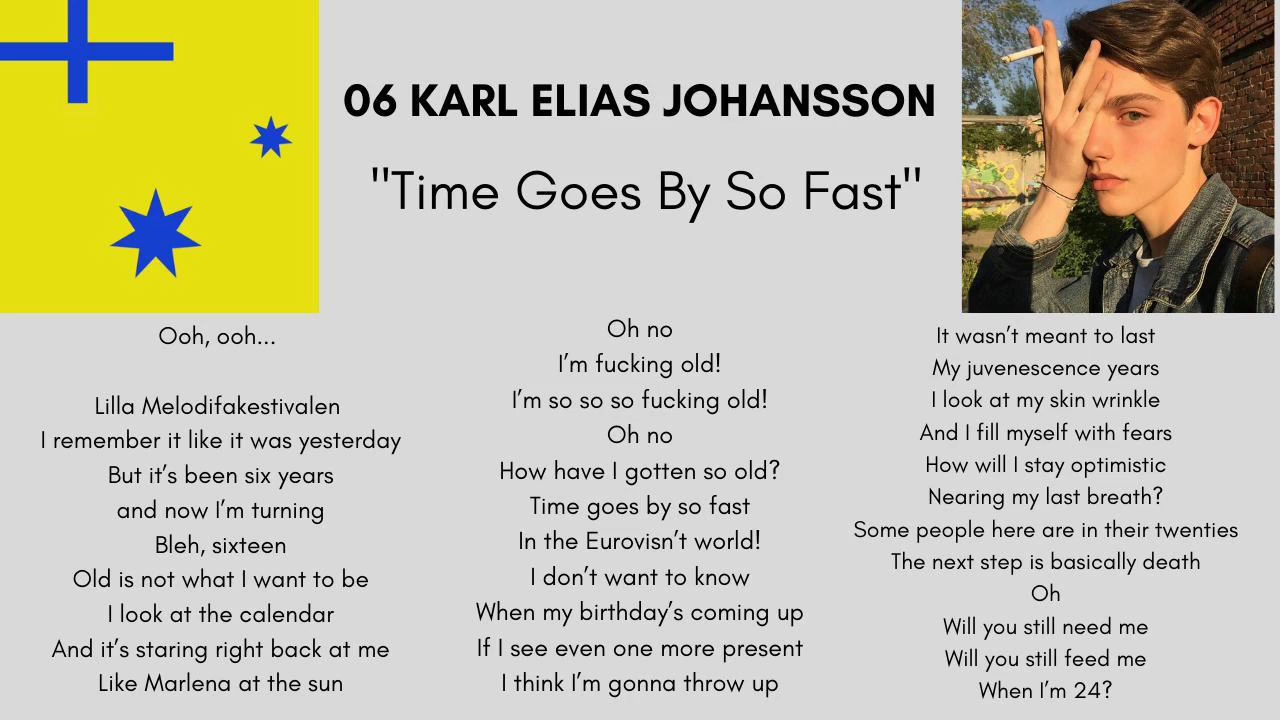 06 KARL ELIAS JOHANSSON
"Time Goes By So Fast"
Ooh, ooh...
Lilla Melodifakestivalen
I remember it like it was yesterday
But it's been six years
and now I'm turning
Bleh, sixteen
Old is not what I want to be
I look at the calendar
And it's staring right back at me
Like Marlena at the sun
Oh no
I'm fucking old!
I'm so so so fucking old!
Oh no
How have I gotten so old?
Time goes by so fast
In the Eurovisn't world!
I don't want to know
When my birthday's coming up
If I see even one more present
I think I'm gonna throw up
It wasn't meant to last
My juvenescence years
I look at my skin wrinkle
And I fill myself with fears
How will I stay optimistic
Nearing my last breath?
Some people here are in their twenties
The next step is basically death
Oh
Will you still need me
Will you still feed me
When I'm 24?